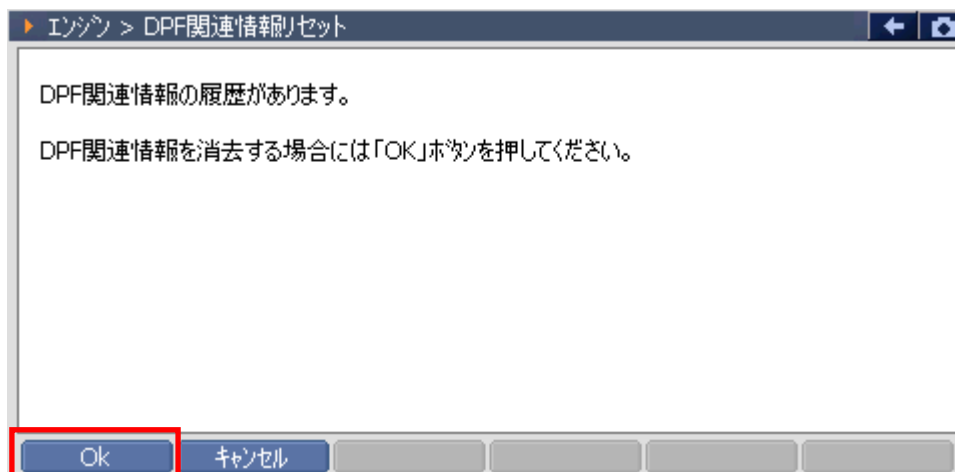 エンジン > DPF関連情報リセット
DPF関連情報の履歴があります。
DPF関連情報を消去する場合には「OK」ボタンを押してください。
Ok
キャンセル